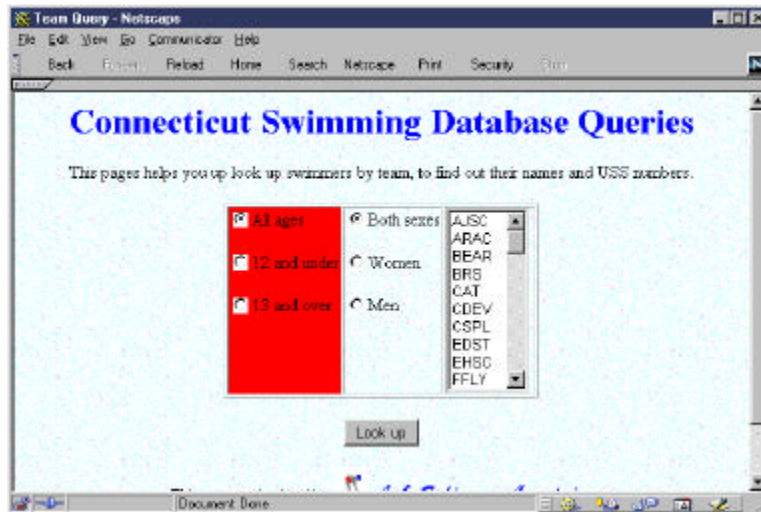 Team Query - Netscape
File Edit View Go Communicator Help
Back Reload Home Search Netscape Print Security
Connecticut Swimming Database Queries
This pages helps you up look up swimmers by team, to find out their names and USS numbers.
All ages
12 and under
13 and over
Both sexes
Women
Men
AJSC
ARAC
BEAR
BRS
CAT
CDEV
CSPL
EDST
EHSC
FFLY
Look up
Document Done